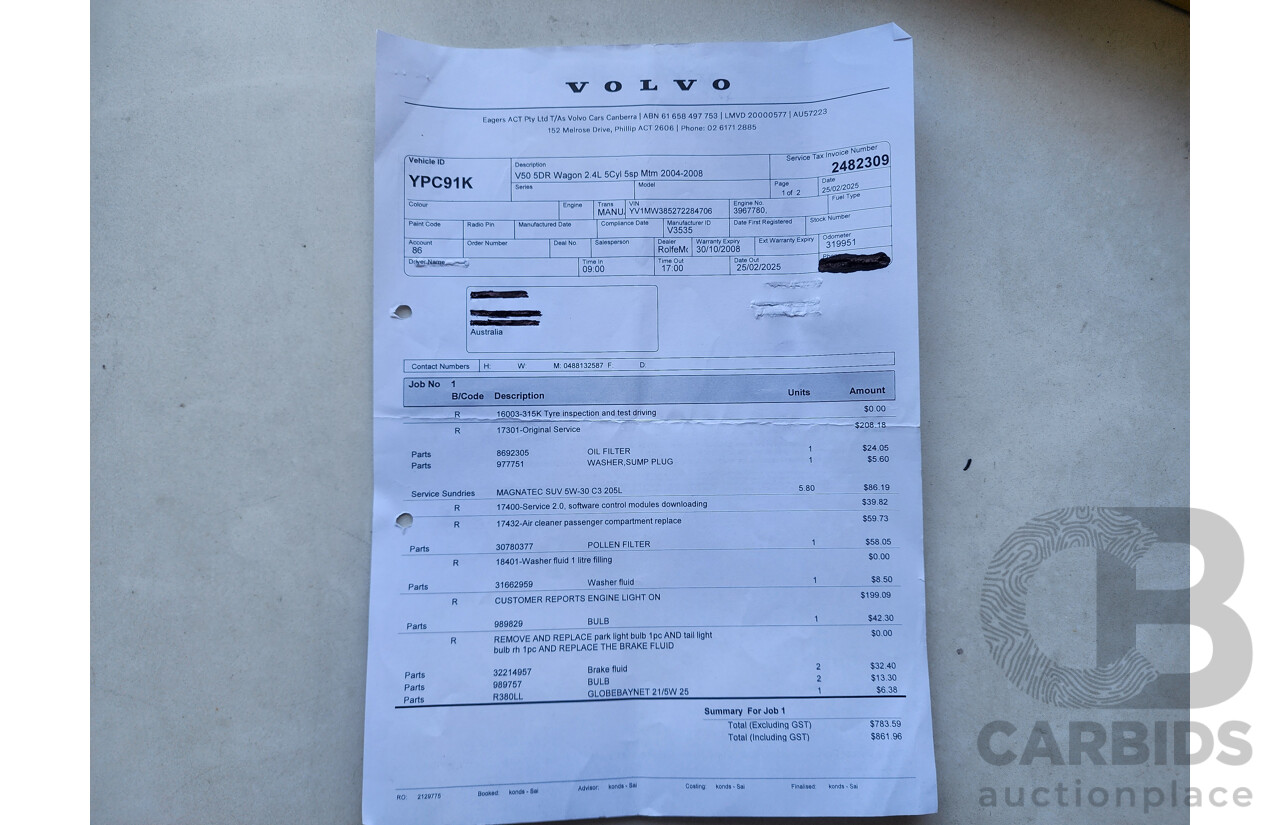 VOLVO
Eagers ACT Pty Ltd T/As Volvo Cars Canberra | ABN 61 658 497 753 | LMVD 20000577 | AU57223
152 Melrose Drive, Phillip ACT 2606 | Phone: 02 6171 2885
Vehicle ID Description Service Tax Invoice Number
YPC91K V50 5DR Wagon 2.4L 5Cyl 5sp Mtm 2004-2008 2482309
Series Model Page Date
1 of 2 25/02/2025
Colour Engine Trans VIN Engine No. Fuel Type
MANU. YV1MW385272284706 3967780,
Paint Code Radio Pin Manufactured Date Compliance Date Manufacturer ID Date First Registered Stock Number
V3535
Account Order Number Deal No Salesperson Dealer Warranty Expiry Ext Warranty Expiry Odometer
86 RolfeMc 30/10/2008 319951
Driver Name Time In Time Out Date Out
09:00 17:00 25/02/2025
Australia
Contact Numbers H: W: M: 0488132587 F: D:
Job No 1
B/Code Description Units Amount
R 16003-315K Tyre inspection and test driving $0.00
R 17301-Original Service $208.18
Parts 8692305 OIL FILTER 1 $24.05
Parts 977751 WASHER,SUMP PLUG 1 $5.60
Service Sundries MAGNATEC SUV 5W-30 C3 205L 5.80 $86.19
R 17400-Service 2.0, software control modules downloading $39.82
R 17432-Air cleaner passenger compartment replace $59.73
Parts 30780377 POLLEN FILTER 1 $58.05
R 18401-Washer fluid 1 litre filling $0.00
Parts 31662959 Washer fluid 1 $8.50
R CUSTOMER REPORTS ENGINE LIGHT ON $199.09
Parts 989829 BULB 1 $42.30
R REMOVE AND REPLACE park light bulb 1pc AND tail light $0.00
bulb rh 1pc AND REPLACE THE BRAKE FLUID
Parts 32214957 Brake fluid 2 $32.40
Parts 989757 BULB 2 $13.30
Parts R380LL GLOBEBAYNET 21/5W 25 1 $6.38
Summary For Job 1
Total (Excluding GST) $783.59
Total (Including GST) $861.96
RO: 2129776 Booked: konds - Sai Advisor: konds - Sai Costing: konds - Sai Finalised: konds - Sai
CARBIDS
auctionplace